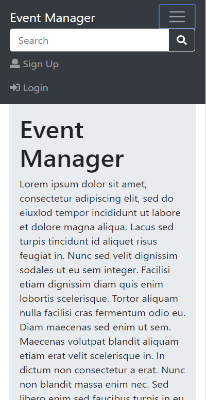 Event Manager
Search
Sign Up
Login
Event
Manager
Lorem ipsum dolor sit amet,
consectetur adipiscing elit, sed do
eiuxlod tempor incididunt ut labore
et dolore magna aliqua. Lacus sed
turpis tincidunt id aliquet risus
feugiat in. Nunc sed velit dignissim
sodales ut eu sem integer. Facilisi
etiam dignissim diam quis enim
lobortis scelerisque. Tortor aliquam
nulla facilisi cras fermentum odio eu.
Diam maecenas sed enim ut sem.
Maecenas volutpat blandit aliquam
etiam erat velit scelerisque in. In
dictum non consectetur a erat. Nunc
non blandit massa enim nec. Sed
libero enim sed faucibus turpis in eu